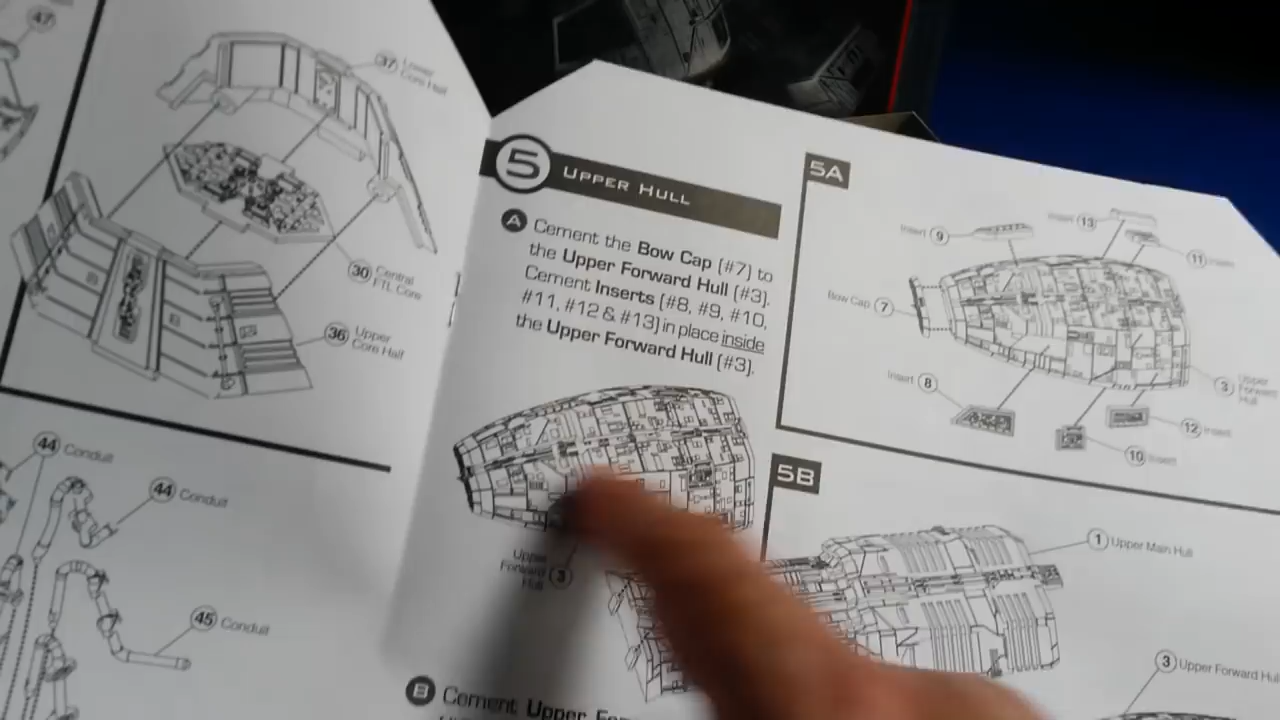 47
37 Lower
Core Half
30 Central
FTL Core
36 Upper
Core Half
44 Conduit
44 Conduit
45 Conduit
5 UPPER HULL
A Cement the Bow Cap (#7) to
the Upper Forward Hull (#3).
Cement Inserts (#8, #9, #10,
#11, #12 & #13) in place inside
the Upper Forward Hull (#3).
Upper
Forward
Hull
3
B Cement Upper
5A
Insert 9
Insert 13
11 Insert
Bow Cap 7
Insert 8
3 Upper
Forward
Hull
12 Insert
10 Insert
5B
1 Upper Main Hull
3 Upper Forward Hull